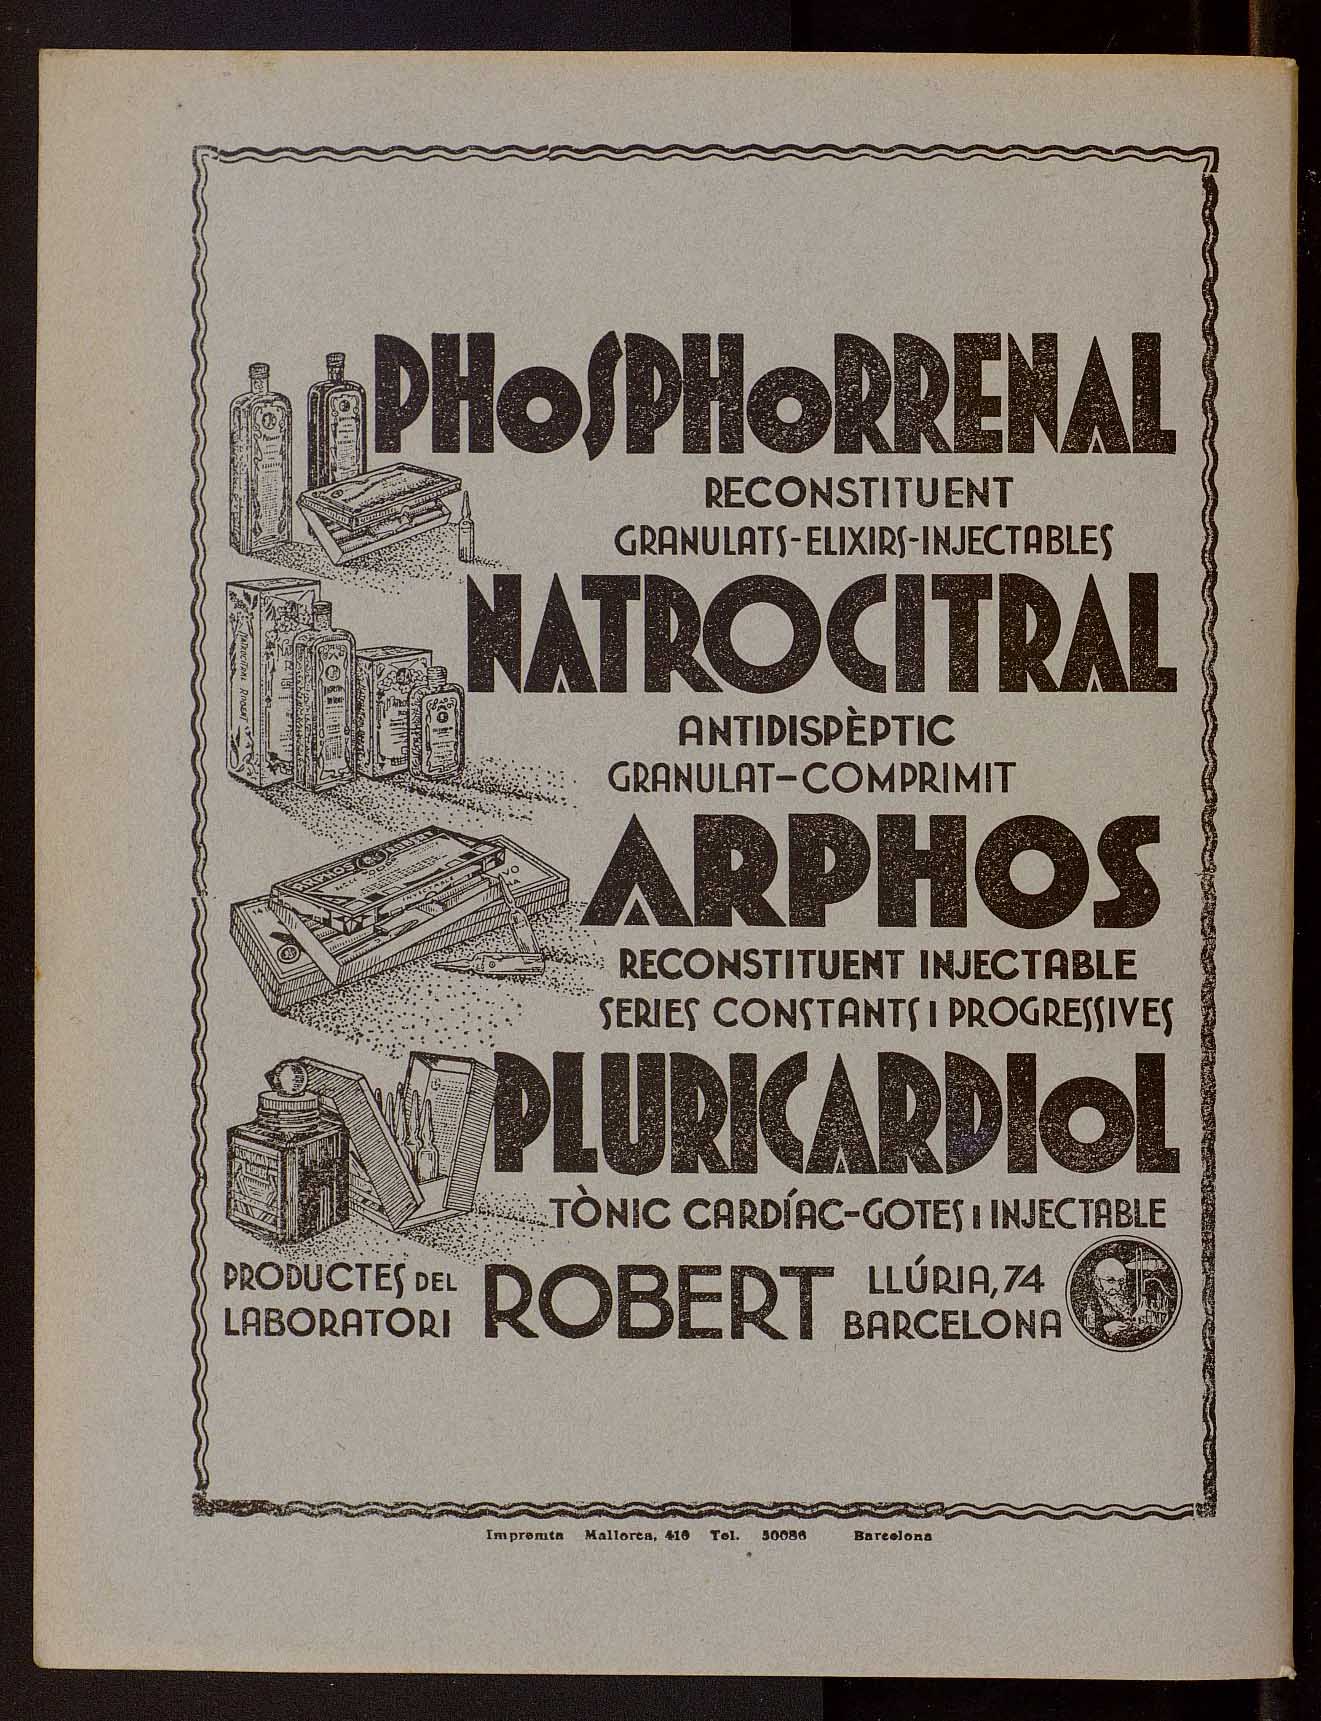 PHOSPHORRENAL
RECONSTITUENT
GRANULATS-ELIXIRS-INJECTABLES
NATROCITRAL
ANTIDISPÈPTIC
GRANULAT-COMPRIMIT
ARPHOS
RECONSTITUENT INJECTABLE
SERIES CONSTANTS I PROGRESSIVES
PLURICARDIOL
TÒNIC CARDÍAC-GOTES I INJECTABLE
PRODUCTES DEL
LABORATORI
ROBERT
LLÚRIA, 74
BARCELONA
Impremta Mallorca, 410 Tel. 50086 Barcelona